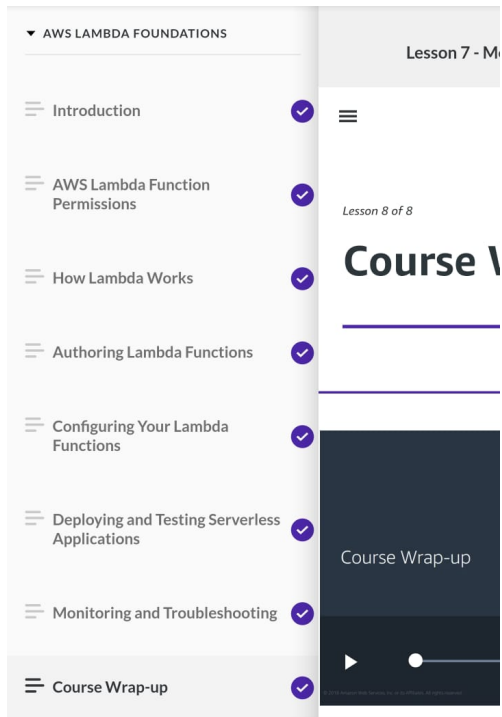 AWS LAMBDA FOUNDATIONS
Introduction
AWS Lambda Function
Permissions
How Lambda Works
Authoring Lambda Functions
Configuring Your Lambda
Functions
Deploying and Testing Serverless
Applications
Monitoring and Troubleshooting
Course Wrap-up
Lesson 7 - M
Lesson 8 of 8
Course
Course Wrap-up